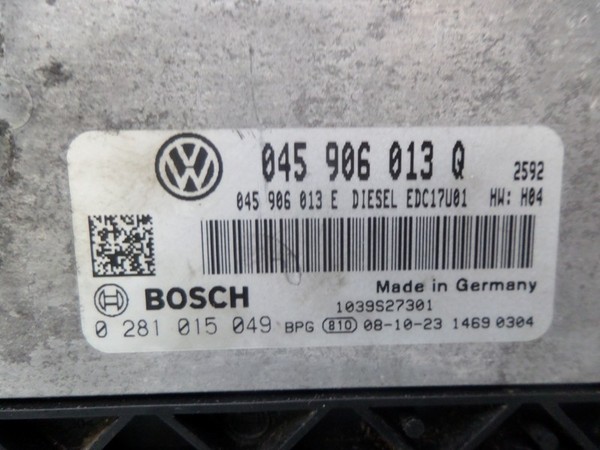 045 906 013 Q 2592
045 906 013 E DIESEL EDC17U01 HW: H04
Made in Germany
BOSCH 1039S27301
0 281 015 049 BPG 810 08-10-23 1469 0304